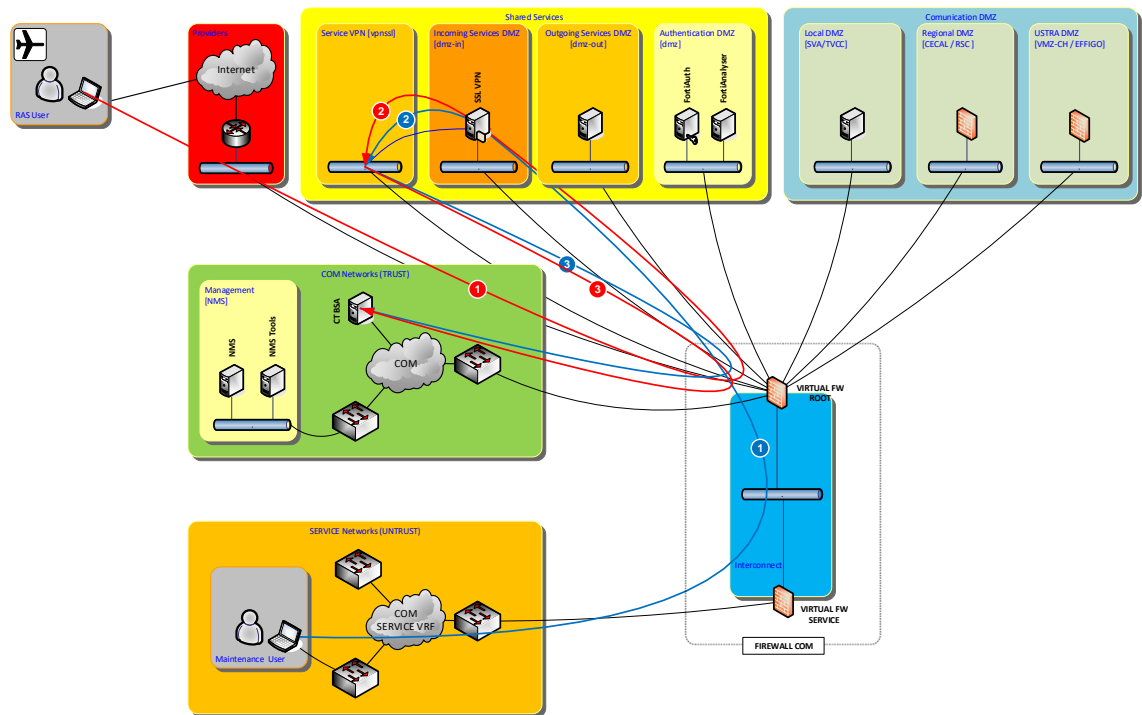 RAS User
Providers
Internet
Shared Services
Service VPN [vpnssl]
Incoming Services DMZ
[dmz-in]
SSL VPN
Outgoing Services DMZ
[dmz-out]
Authentication DMZ
[dmz]
FortiAuth
FortiAnalyser
Comunication DMZ
Local DMZ
[SVA/TVCC]
Regional DMZ
[CECAL / RSC]
USTRA DMZ
(VMZ-CH / EFFIGO]
2
2
3
1
3
COM Networks (TRUST)
Management
[NMS]
NMS
NMS Tools
CT BSA
COM
VIRTUAL FW
ROOT
1
Interconnect
VIRTUAL FW
SERVICE
FIREWALL COM
SERVICE Networks (UNTRUST)
COM
SERVICE VRF
Maintenance User